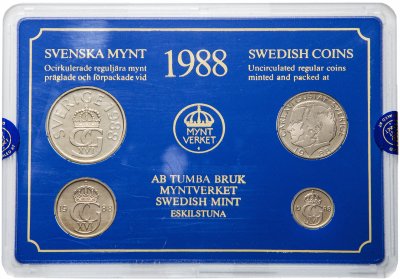 SVENSKA MYNT
Ocirkulerade reguljära mynt
präglade och förpackade vid
1988
SWEDISH COINS
Uncirculated regular coins
minted and packed at
SVERIGE 1988
MYNT
VERKET
AB TUMBA BRUK
MYNTVERKET
SWEDISH MINT
ESKILSTUNA